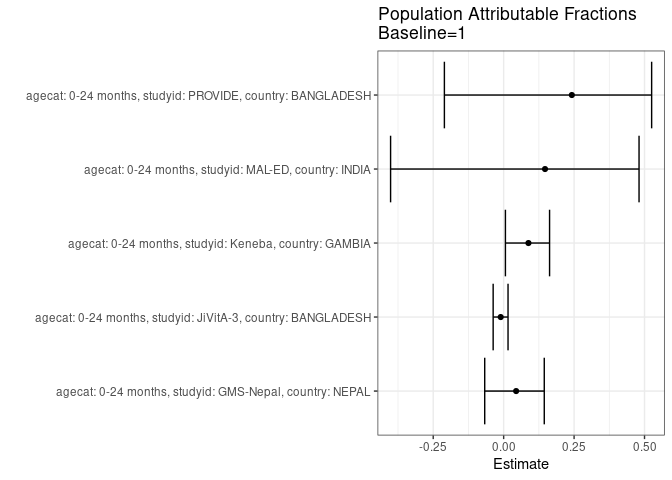 Population Attributable Fractions
Baseline=1
agecat: 0-24 months, studyid: PROVIDE, country: BANGLADESH
agecat: 0-24 months, studyid: MAL-ED, country: INDIA
agecat: 0-24 months, studyid: Keneba, country: GAMBIA
agecat: 0-24 months, studyid: JiVitA-3, country: BANGLADESH
agecat: 0-24 months, studyid: GMS-Nepal, country: NEPAL
-0.25 0.00 0.25 0.50
Estimate